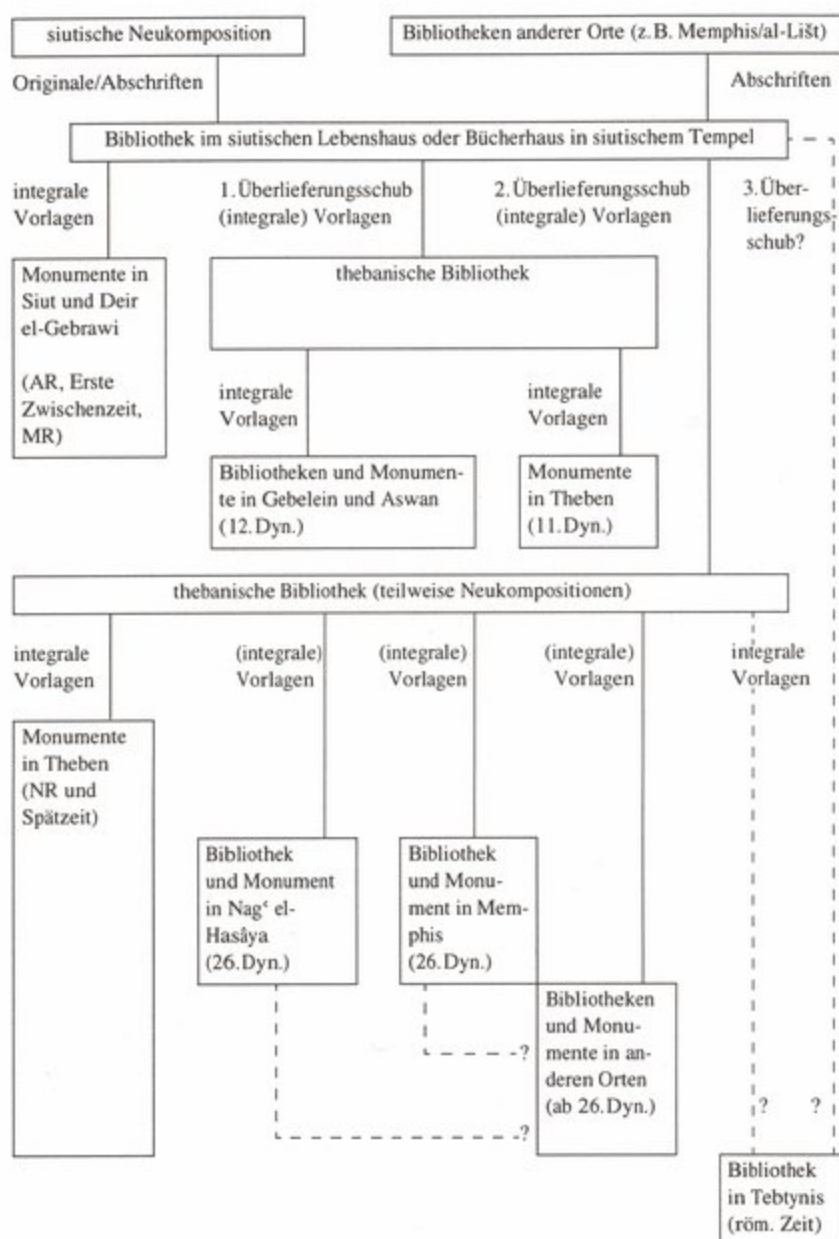 siutische Neukomposition
Bibliotheken anderer Orte (z.B. Memphis/al-Lišt)
Originale/Abschriften
Abschriften
Bibliothek im siutischen Lebenshaus oder Bücherhaus in siutischem Tempel
integrale
Vorlagen
1.Überlieferungsschub
(integrale) Vorlagen
2.Überlieferungsschub
(integrale) Vorlagen
3.Über-
lieferungs-
schub?
Monumente in
Siut und Deir
el-Gebrawi
(AR, Erste
Zwischenzeit,
MR)
thebanische Bibliothek
integrale
Vorlagen
integrale
Vorlagen
Bibliotheken und Monumen-
te in Gebelein und Aswan
(12.Dyn.)
Monumente
in Theben
(11.Dyn.)
thebanische Bibliothek (teilweise Neukompositionen)
integrale
Vorlagen
(integrale)
Vorlagen
(integrale)
Vorlagen
(integrale)
Vorlagen
integrale
Vorlagen
Monumente
in Theben
(NR und
Spätzeit)
Bibliothek
und Monument
in Nagʿ el-
Hasâya
(26.Dyn.)
Bibliothek
und Monu-
ment in Mem-
phis
(26.Dyn.)
Bibliotheken
und Monu-
mente in an-
deren Orten
(ab 26.Dyn.)
?
?
? ?
Bibliothek
in Tebtynis
(röm. Zeit)